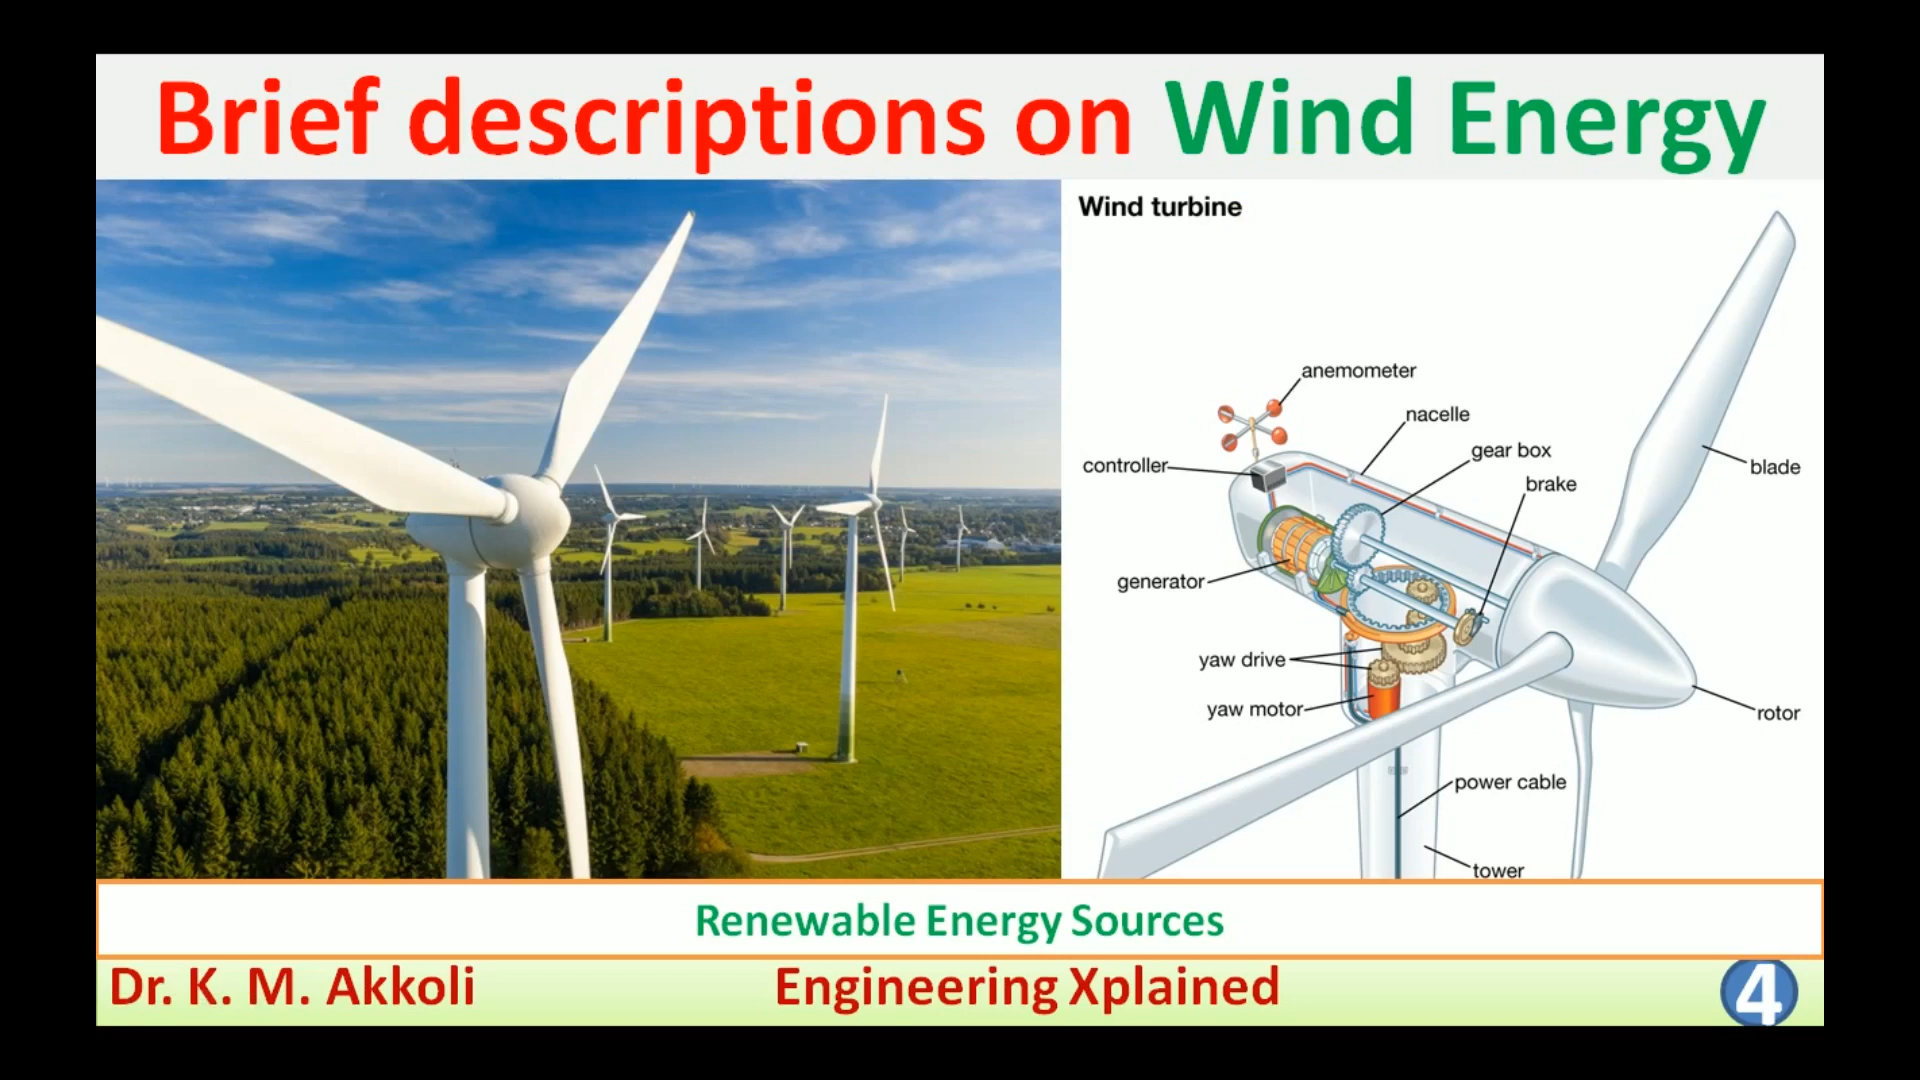 Brief descriptions on Wind Energy
Wind turbine
anemometer
nacelle
gear box
controller
blade
brake
generator
yaw drive
yaw motor
rotor
power cable
tower
Renewable Energy Sources
Dr. K. M. Akkoli
Engineering Xplained
4